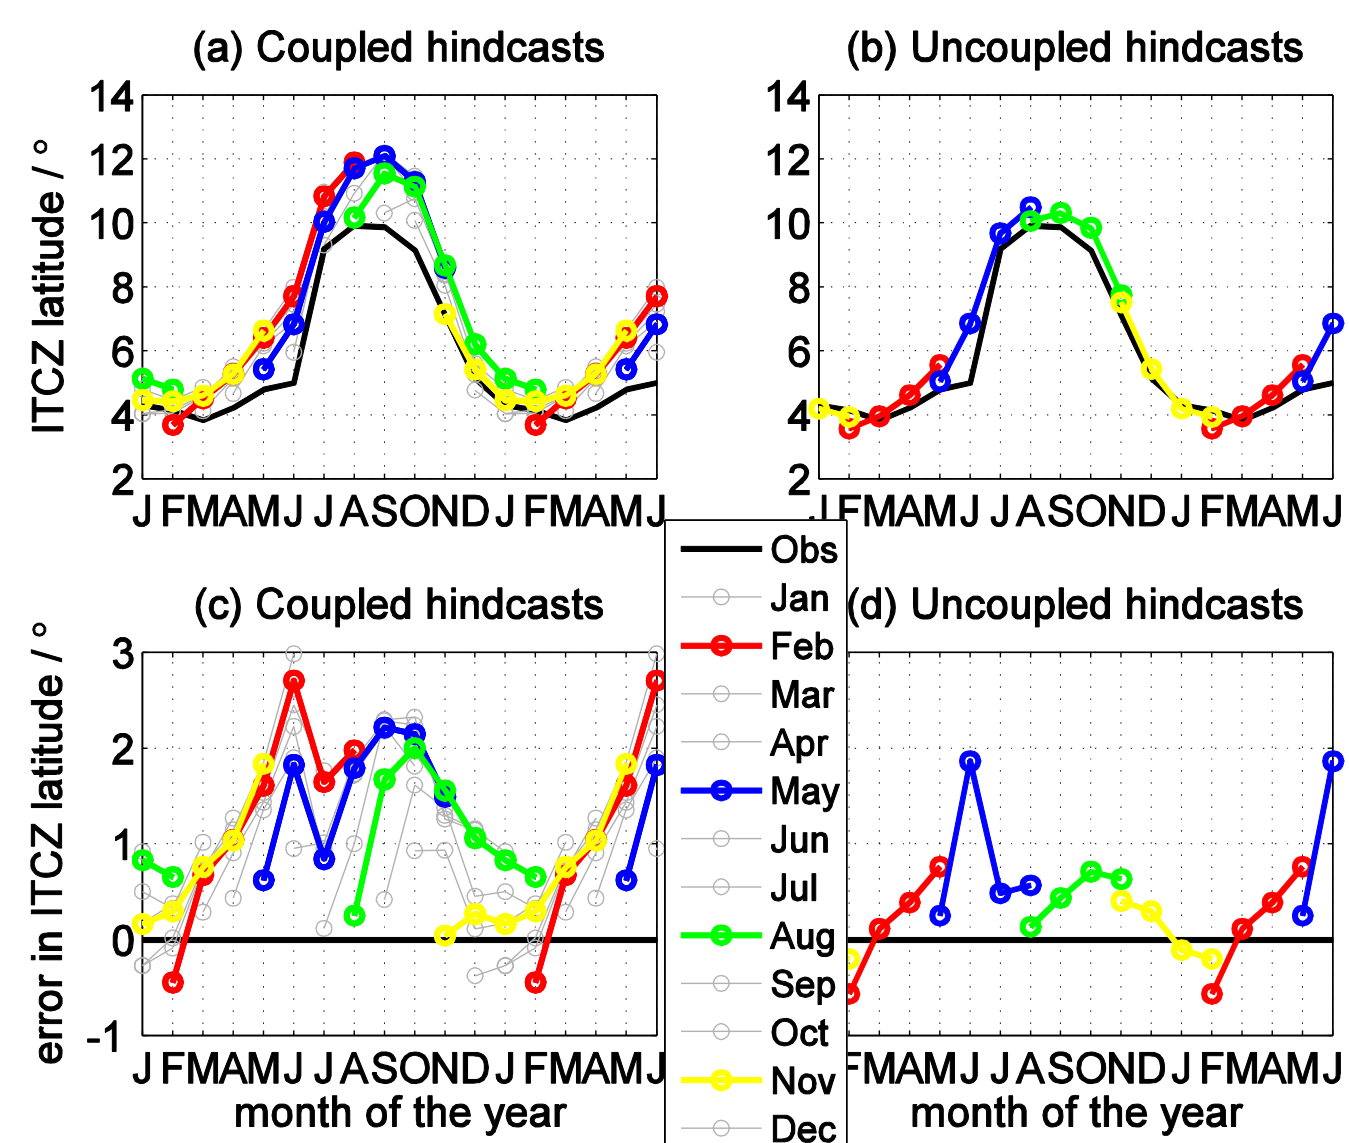 (a) Coupled hindcasts
(b) Uncoupled hindcasts
ITCZ latitude / °
14
12
10
8
6
4
2
J F M A M J J A S O N D J F M A M J
14
12
10
8
6
4
2
J F M A M J J A S O N D J F M A M J
(c) Coupled hindcasts
(d) Uncoupled hindcasts
error in ITCZ latitude / °
3
2
1
0
-1
J F M A M J J A S O N D J F M A M J
month of the year
Obs
Jan
Feb
Mar
Apr
May
Jun
Jul
Aug
Sep
Oct
Nov
Dec
F M A M J J A S O N D J F M A M J
month of the year